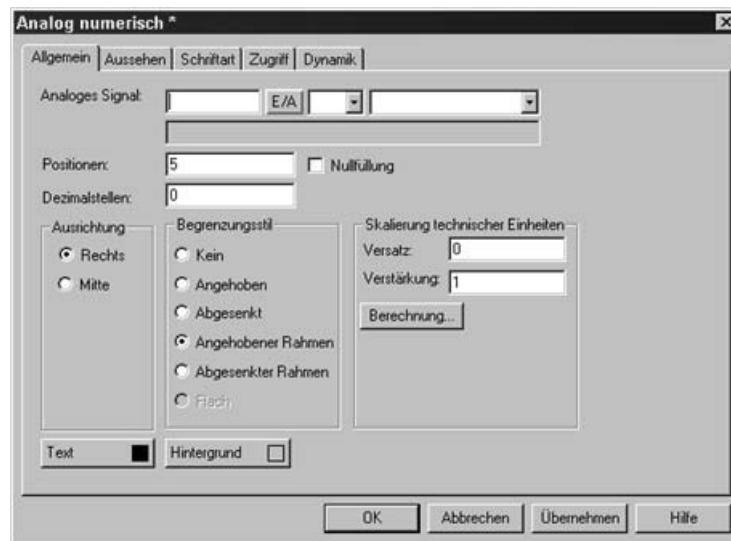 Analog numerisch *
Allgemein Aussehen Schriftart Zugriff Dynamik
Analoges Signal: E/A
Positionen: 5 Nullfüllung
Dezimalstellen: 0
Ausrichtung
Rechts
Mitte
Begrenzungsstil
Kein
Angehoben
Abgesenkt
Angehobener Rahmen
Abgesenkter Rahmen
Flach
Skalierung technischer Einheiten
Versatz: 0
Verstärkung: 1
Berechnung...
Text Hintergrund
OK Abbrechen Übernehmen Hilfe